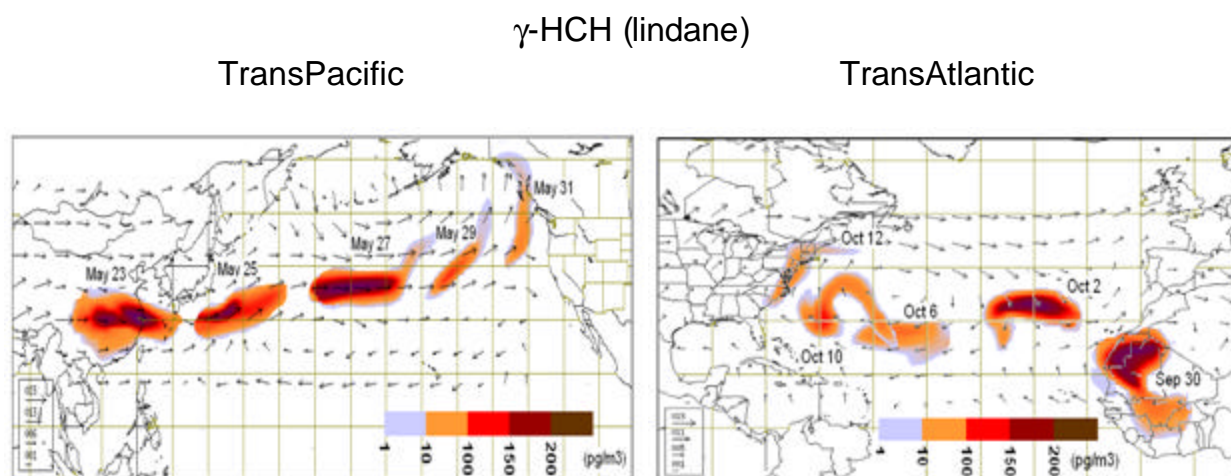 γ-HCH (lindane)
TransPacific
TransAtlantic
May 23
May 25
May 27
May 29
May 31
1
10
100
150
200
(pg/m3)
Oct 12
Oct 2
Oct 6
Oct 10
Sep 30
1
10
100
150
200
(pg/m3)